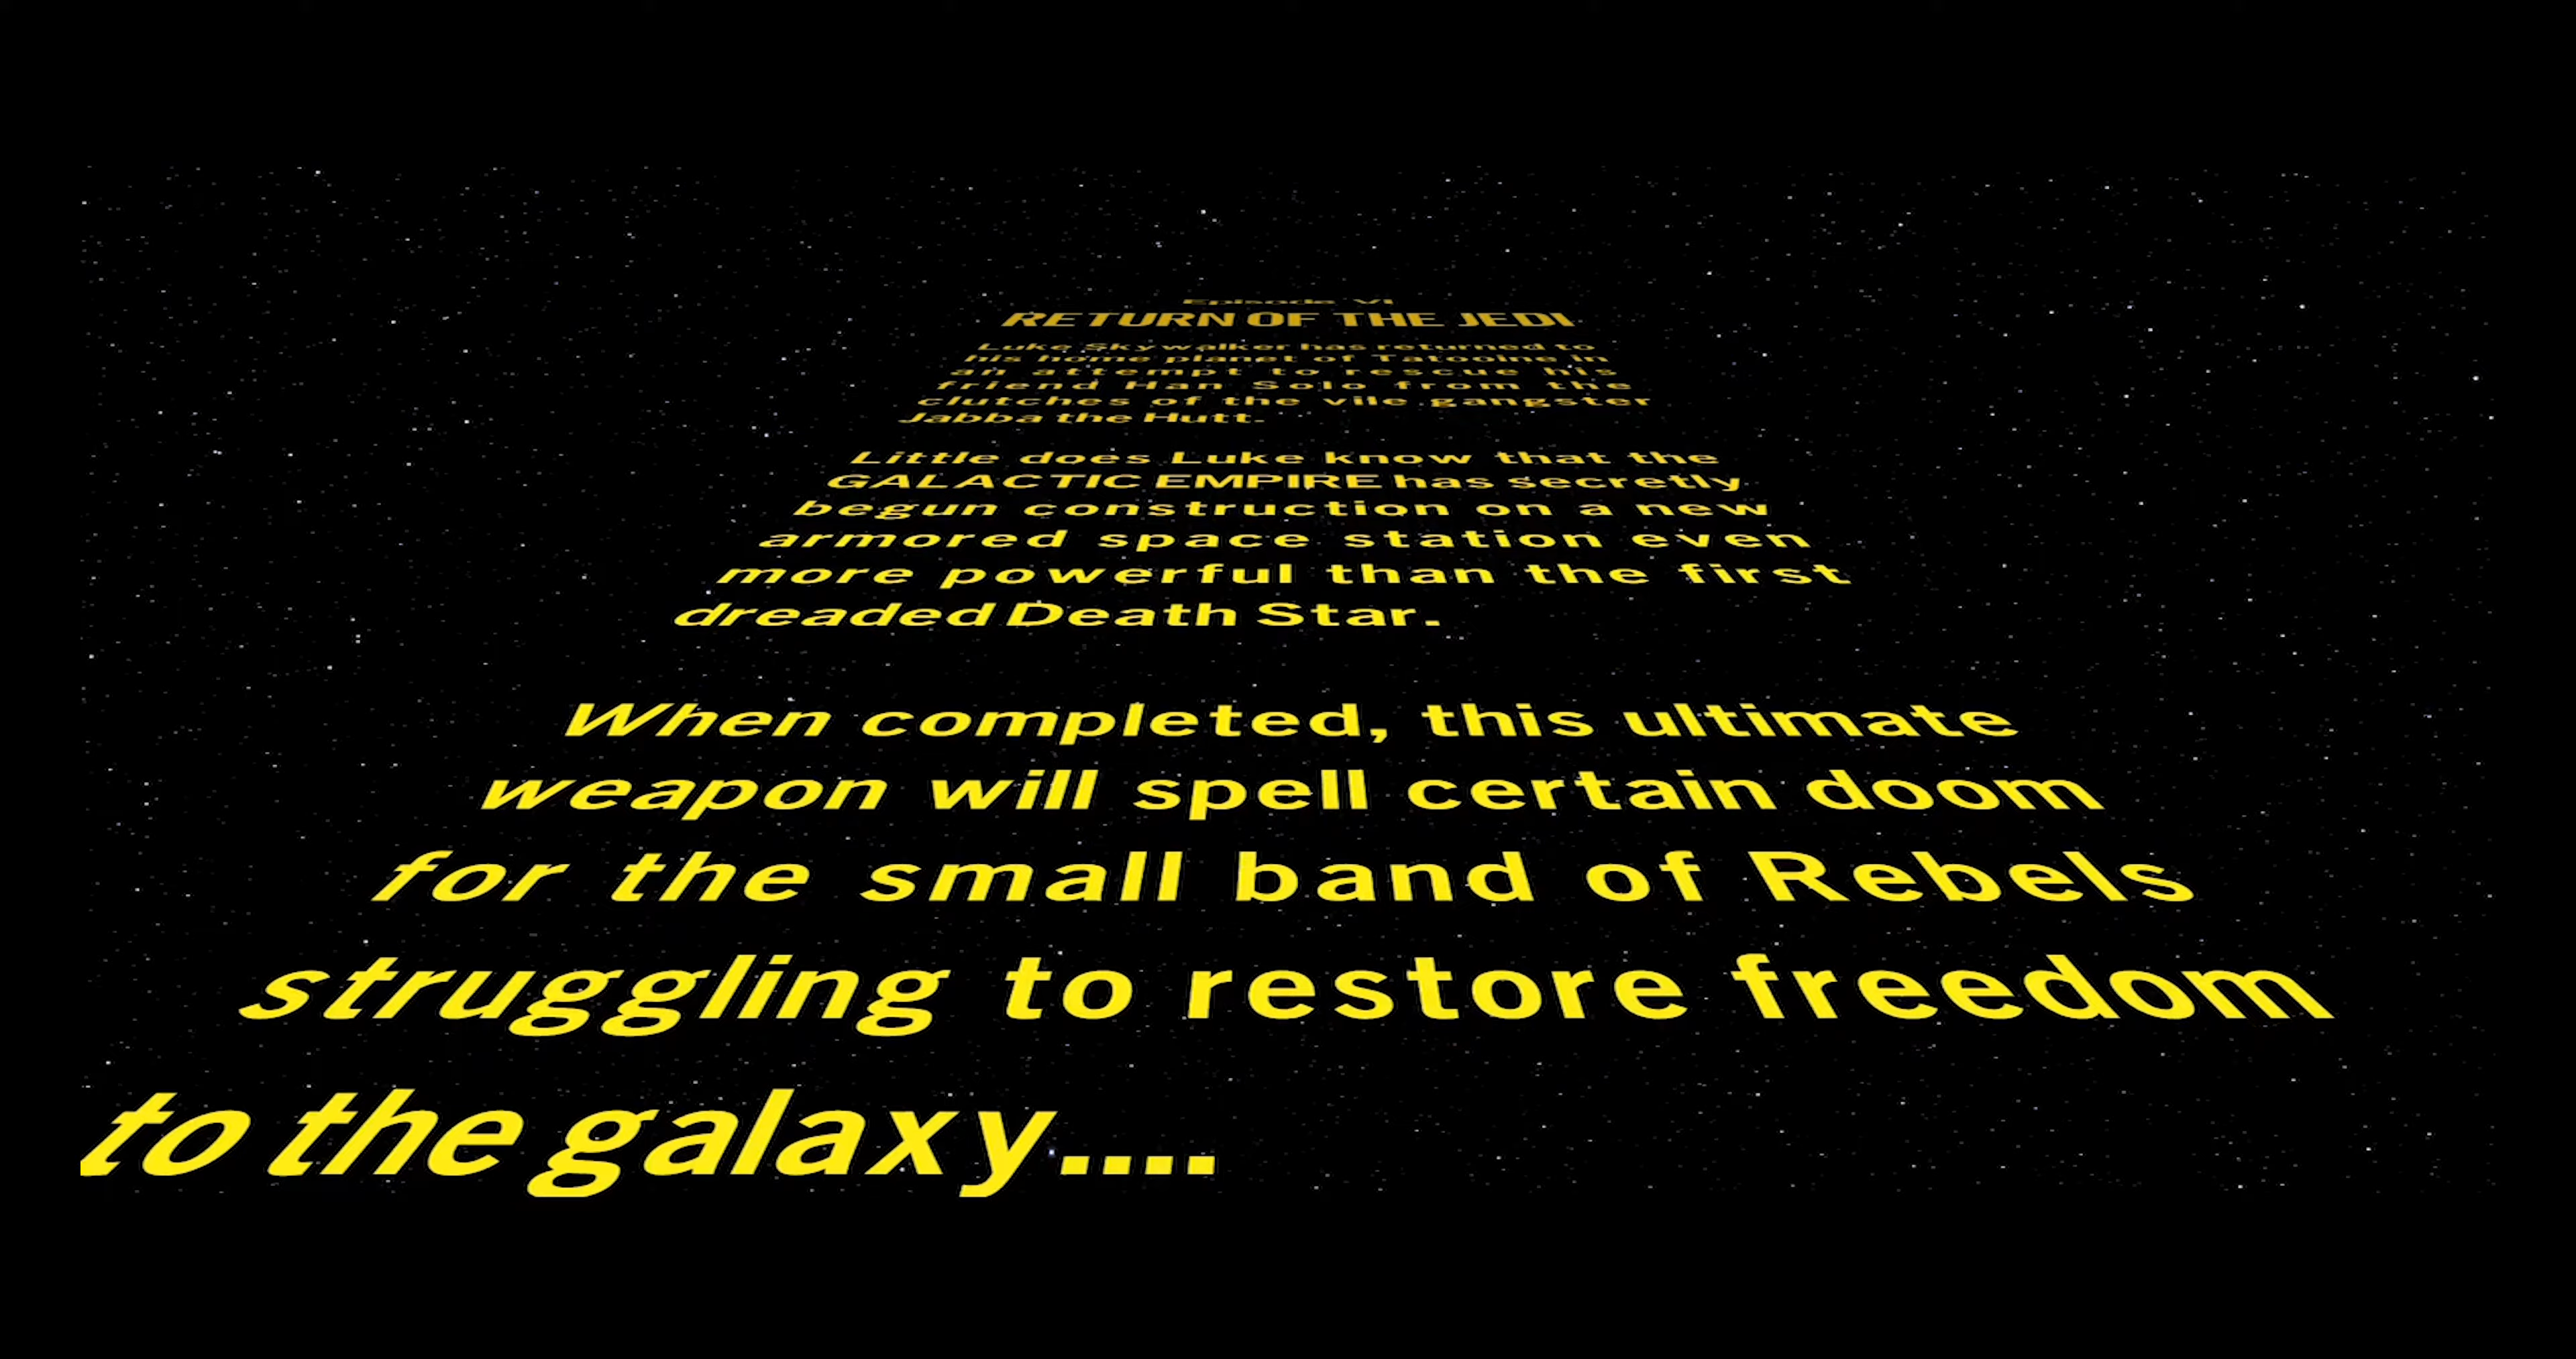 Episode VI
RETURN OF THE JEDI
Luke Skywalker has returned to
his home planet of Tatooine in
an attempt to rescue his
friend Han Solo from the
clutches of the vile gangster
Jabba the Hutt.
Little does Luke know that the
GALACTIC EMPIRE has secretly
begun construction on a new
armored space station even
more powerful than the first
dreaded Death Star.
When completed, this ultimate
weapon will spell certain doom
for the small band of Rebels
struggling to restore freedom
to the galaxy....